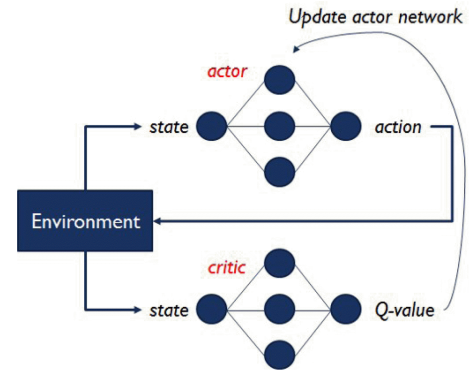 Update actor network
actor
state
action
Environment
critic
state
Q-value